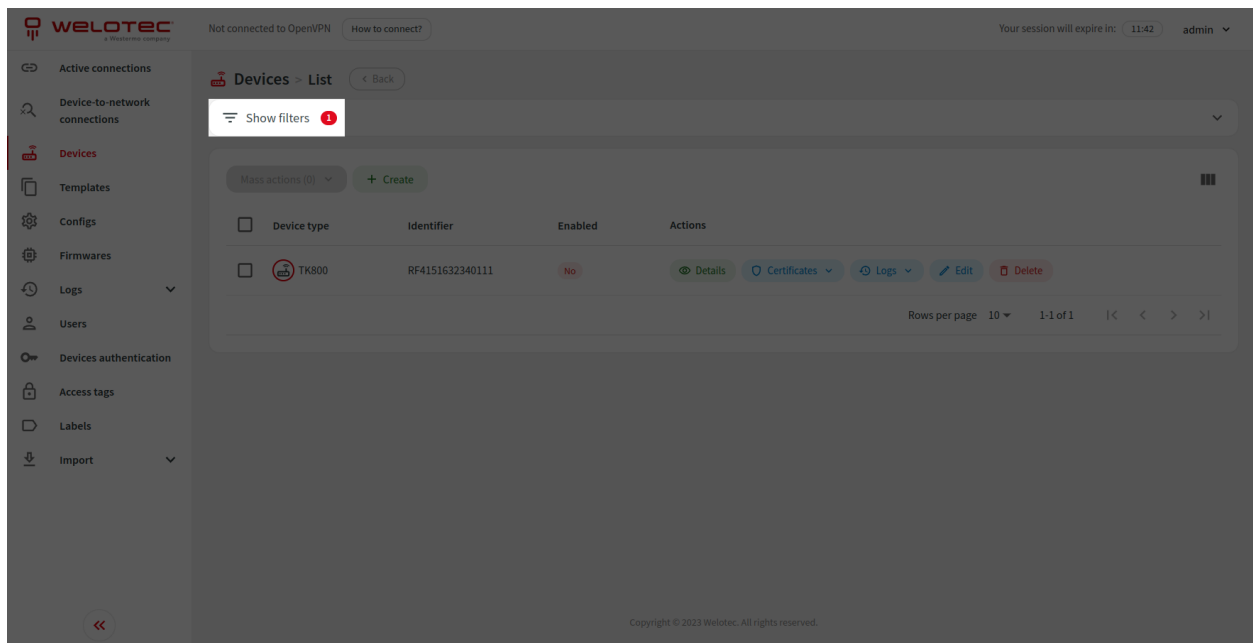 WELOTEC
a Westermo company
Not connected to OpenVPN How to connect? Your session will expire in: 11:42 admin
Active connections
Device-to-network
connections
Devices
Templates
Configs
Firmwares
Logs
Users
Devices authentication
Access tags
Labels
Import
Devices > List < Back
Show filters 1
Mass actions (0) + Create
Device type Identifier Enabled Actions
TK800 RF4151632340111 No Details Certificates Logs Edit Delete
Rows per page 10 1-1 of 1
Copyright © 2023 Welotec. All rights reserved.